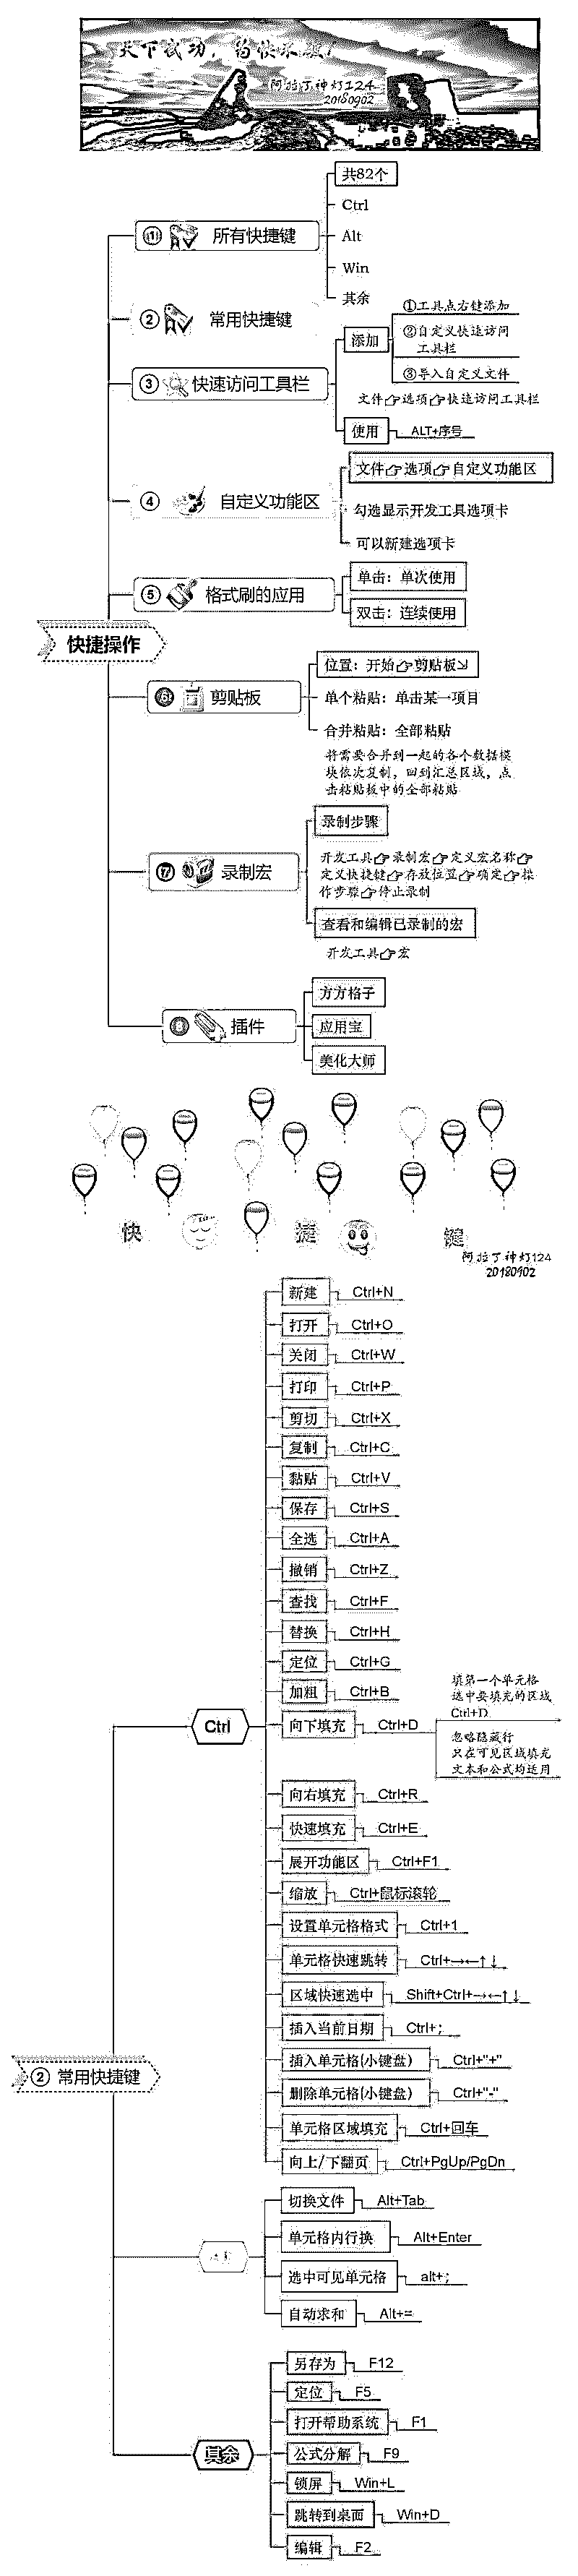 天下武功，为快不破！
阿拉丁神灯124
20180902
快捷操作
① 所有快捷键
共82个
Ctrl
Alt
Win
其余
② 常用快捷键
③ 快速访问工具栏
添加
①工具点右键添加
②自定义快速访问
工具栏
③导入自定义文件
文件👉选项👉快速访问工具栏
使用
ALT+序号
④ 自定义功能区
文件👉选项👉自定义功能区
勾选显示开发工具选项卡
可以新建选项卡
⑤ 格式刷的应用
单击：单次使用
双击：连续使用
⑥ 剪贴板
位置：开始👉剪贴板⇲
单个粘贴：单击某一项目
合并粘贴：全部粘贴
将需要合并到一起的各个数据模
块依次复制，回到汇总区域，点
击粘贴板中的全部粘贴
⑦ 录制宏
录制步骤
开发工具👉录制宏👉定义宏名称👉
定义快捷键👉存放位置👉确定👉操
作步骤👉停止录制
查看和编辑已录制的宏
开发工具👉宏
⑧ 插件
方方格子
应用宝
美化大师
快 捷 键
阿拉丁神灯124
20180902
② 常用快捷键
Ctrl
新建 Ctrl+N
打开 Ctrl+O
关闭 Ctrl+W
打印 Ctrl+P
剪切 Ctrl+X
复制 Ctrl+C
黏贴 Ctrl+V
保存 Ctrl+S
全选 Ctrl+A
撤销 Ctrl+Z
查找 Ctrl+F
替换 Ctrl+H
定位 Ctrl+G
加粗 Ctrl+B
向下填充 Ctrl+D
填第一个单元格
选中要填充的区域
Ctrl+D
忽略隐藏行
只在可见区域填充
文本和公式均适用
向右填充 Ctrl+R
快速填充 Ctrl+E
展开功能区 Ctrl+F1
缩放 Ctrl+鼠标滚轮
设置单元格格式 Ctrl+1
单元格快速跳转 Ctrl+→←↑↓
区域快速选中 Shift+Ctrl+→←↑↓
插入当前日期 Ctrl+;
插入单元格(小键盘) Ctrl+"+"
删除单元格(小键盘) Ctrl+"-"
单元格区域填充 Ctrl+回车
向上/下翻页 Ctrl+PgUp/PgDn
切换文件 Alt+Tab
单元格内行换 Alt+Enter
选中可见单元格 alt+;
自动求和 Alt+=
其余
另存为 F12
定位 F5
打开帮助系统 F1
公式分解 F9
锁屏 Win+L
跳转到桌面 Win+D
编辑 F2